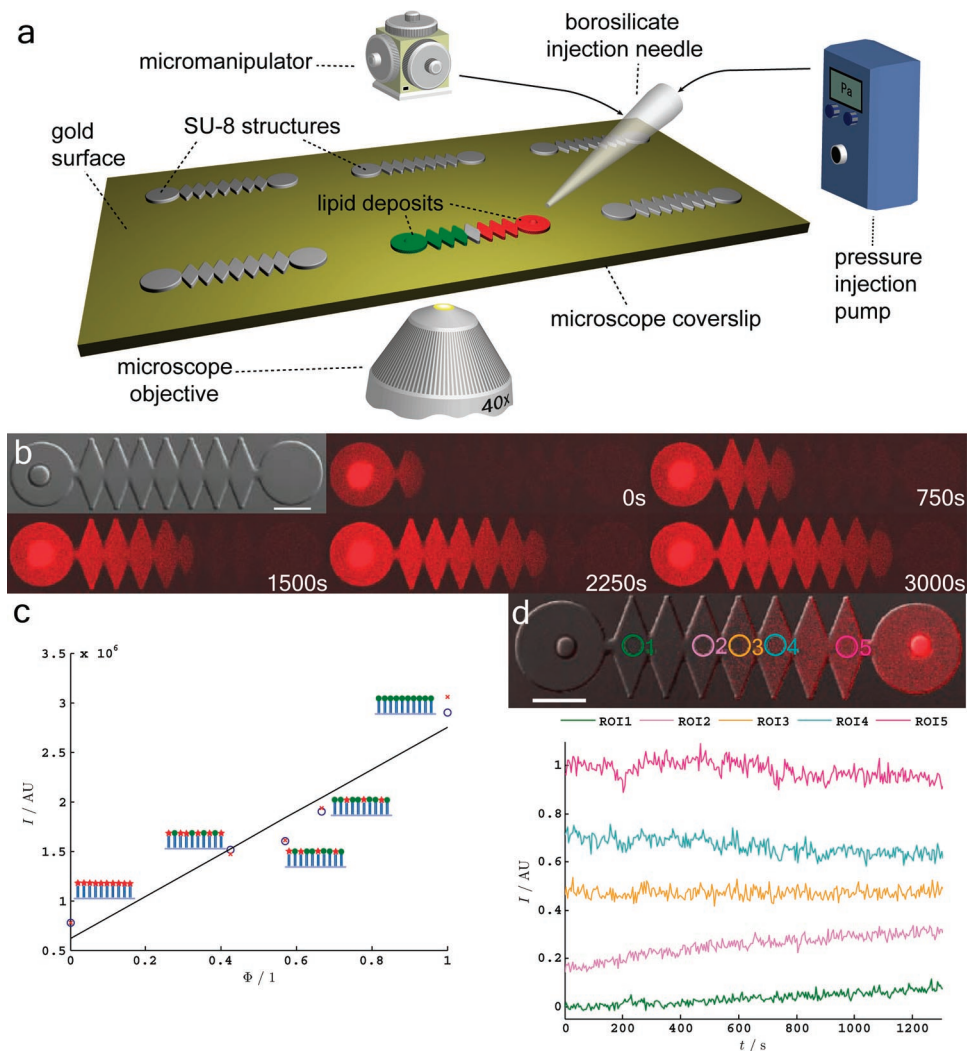 a
micromanipulator
borosilicate
injection needle
Pa
SU-8 structures
gold
surface
lipid deposits
pressure
injection
pump
microscope coverslip
microscope
objective
40x
b
0s
750s
1500s
2250s
3000s
c
x 10⁶
3.5
3
2.5
2
1.5
1
0.5
I / AU
0
0.2
0.4
0.6
0.8
1
Φ / 1
d
1
2
3
4
5
ROI1 ROI2 ROI3 ROI4 ROI5
1
0.8
0.6
0.4
0.2
0
I / AU
0 200 400 600 800 1000 1200
t / s